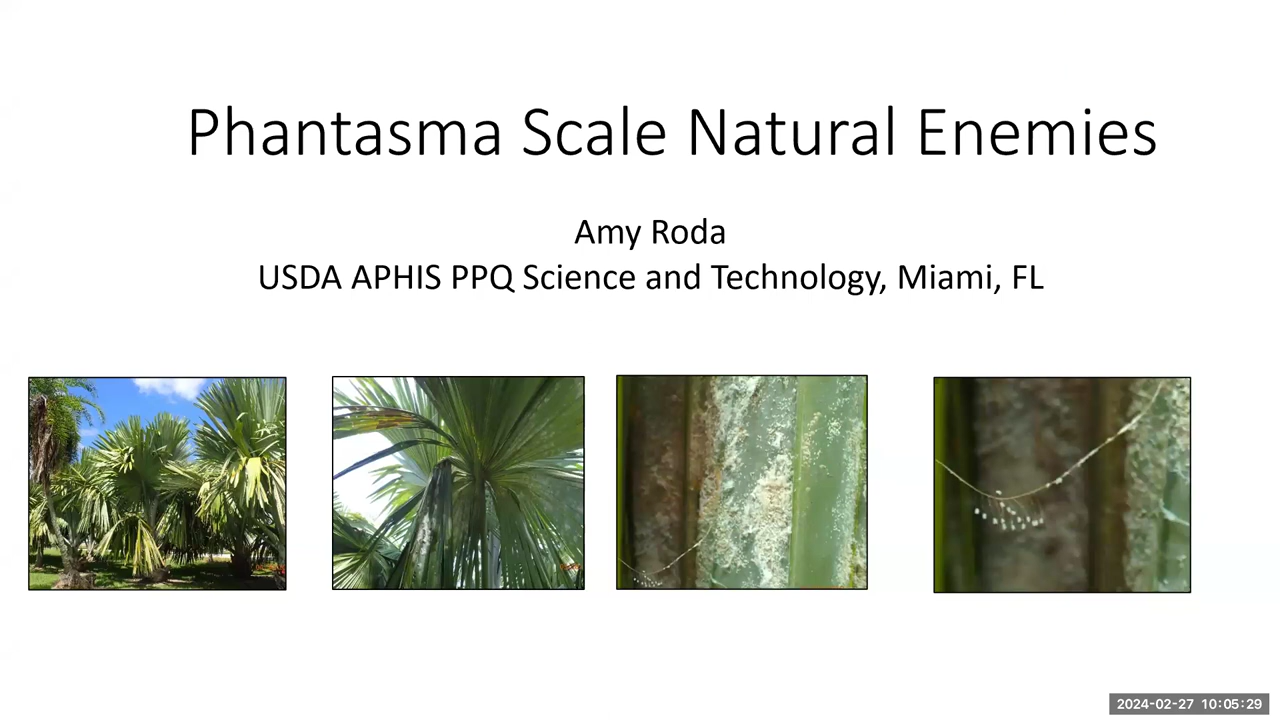 Phantasma Scale Natural Enemies
Amy Roda
USDA APHIS PPQ Science and Technology, Miami, FL
2024-02-27 10:05:29